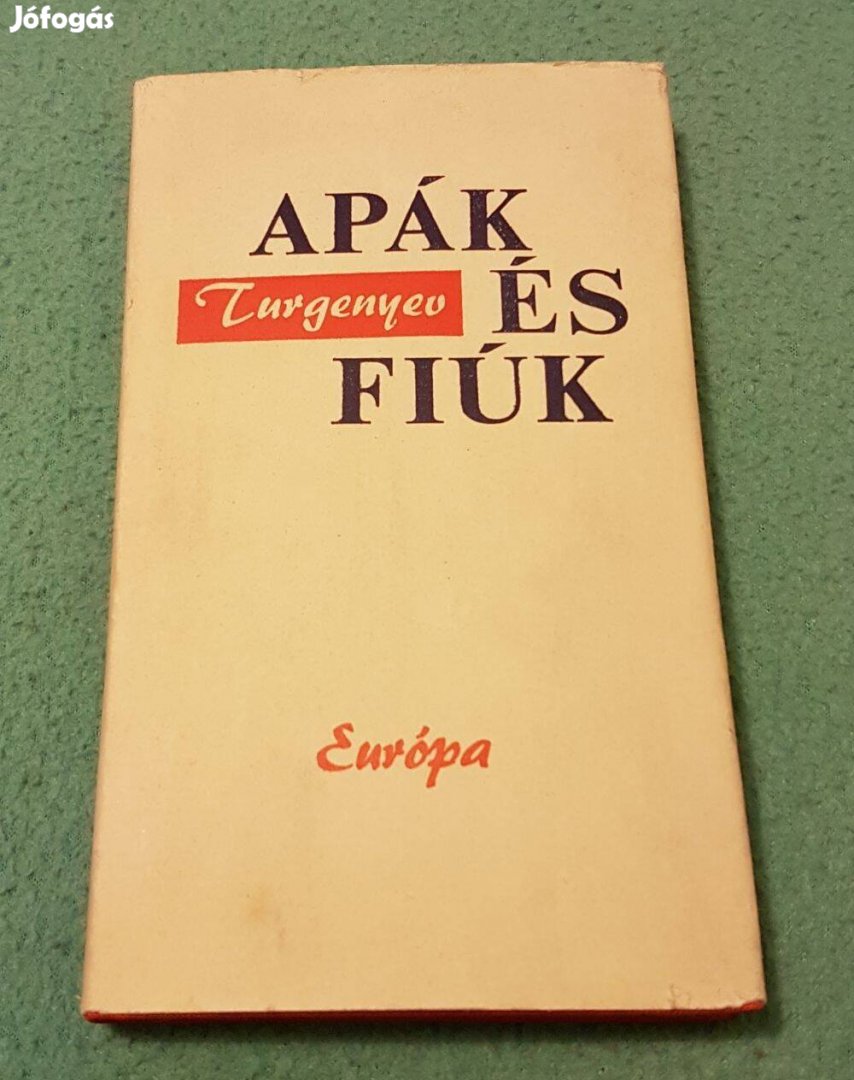 Jófogás
APÁK
Turgenyev ÉS
FIÚK
Európa